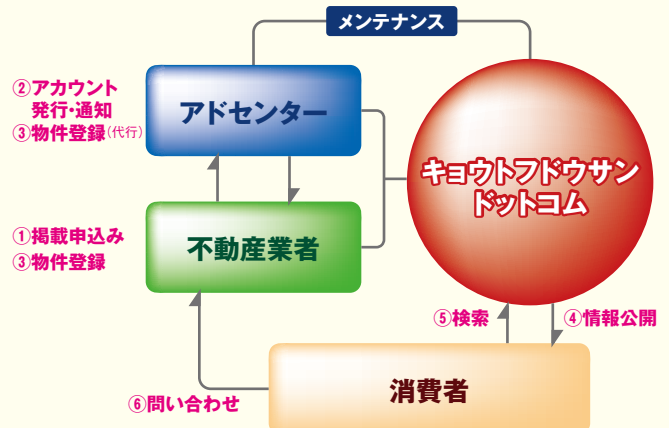 メンテナンス
②アカウント
発行・通知
③物件登録(代行)
アドセンター
キョウトフドウサン
ドットコム
①掲載申込み
③物件登録
不動産業者
⑤検索
④情報公開
消費者
⑥問い合わせ